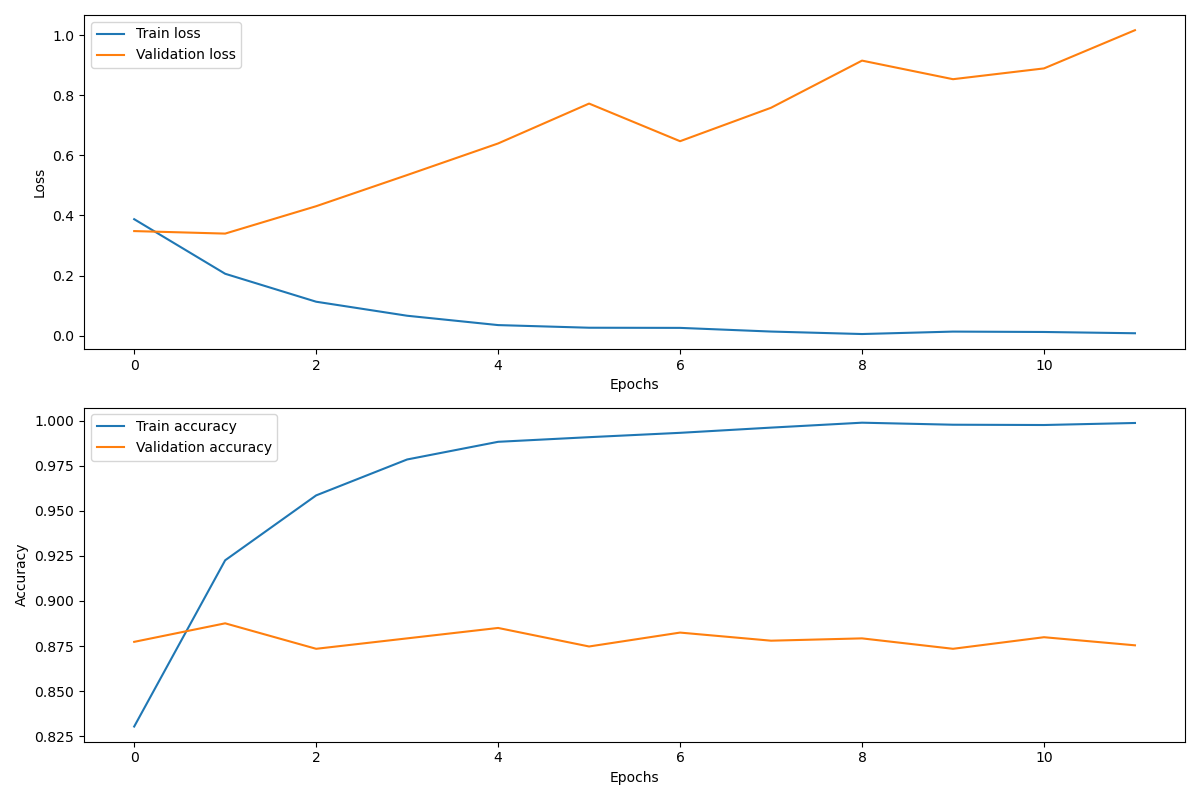 Train loss
Validation loss
1.0
0.8
0.6
0.4
0.2
0.0
Loss
0 2 4 6 8 10
Epochs
Train accuracy
Validation accuracy
1.000
0.975
0.950
0.925
0.900
0.875
0.850
0.825
Accuracy
0 2 4 6 8 10
Epochs